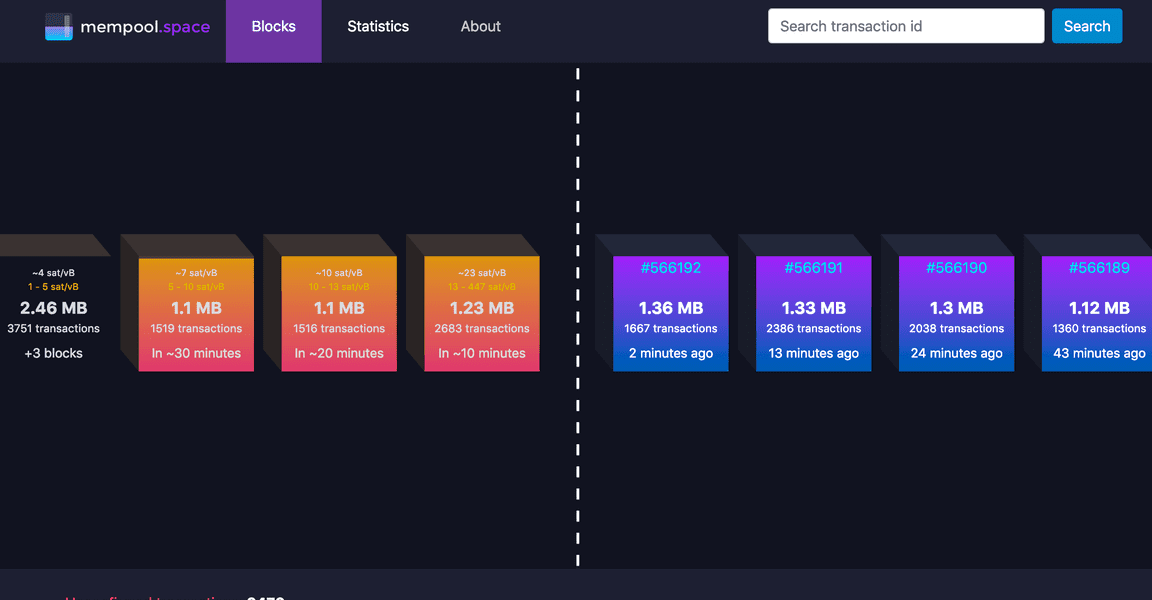 mempool.space
Blocks
Statistics
About
Search transaction id
Search
~4 sat/vB
1 - 5 sat/vB
2.46 MB
3751 transactions
+3 blocks
~7 sat/vB
5 - 10 sat/vB
1.1 MB
1519 transactions
In ~30 minutes
~10 sat/vB
10 - 13 sat/vB
1.1 MB
1516 transactions
In ~20 minutes
~23 sat/vB
13 - 447 sat/vB
1.23 MB
2683 transactions
In ~10 minutes
#566192
1.36 MB
1667 transactions
2 minutes ago
#566191
1.33 MB
2386 transactions
13 minutes ago
#566190
1.3 MB
2038 transactions
24 minutes ago
#566189
1.12 MB
1360 transactions
43 minutes ago